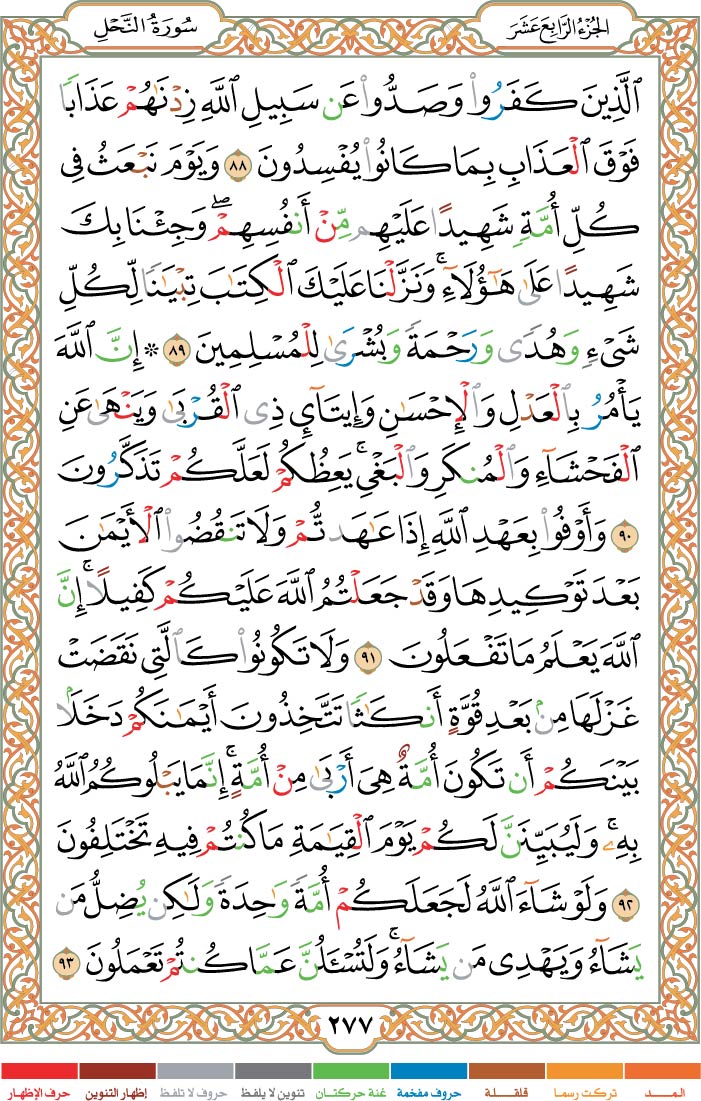 الجُزْءُ الرَّابِعَ عَشَرَ
سُورَةُ النَّحْلِ
ٱلَّذِينَ كَفَرُوا۟ وَصَدُّوا۟ عَن سَبِيلِ ٱللَّهِ زِدْنَـٰهُمْ عَذَابًا
فَوْقَ ٱلْعَذَابِ بِمَا كَانُوا۟ يُفْسِدُونَ ٨٨ وَيَوْمَ نَبْعَثُ فِى
كُلِّ أُمَّةٍ شَهِيدًا عَلَيْهِم مِّنْ أَنفُسِهِمْ ۖ وَجِئْنَا بِكَ
شَهِيدًا عَلَىٰ هَـٰٓؤُلَآءِ ۚ وَنَزَّلْنَا عَلَيْكَ ٱلْكِتَـٰبَ تِبْيَـٰنًا لِّكُلِّ
شَىْءٍ وَهُدًى وَرَحْمَةً وَبُشْرَىٰ لِلْمُسْلِمِينَ ٨٩ ۞ إِنَّ ٱللَّهَ
يَأْمُرُ بِٱلْعَدْلِ وَٱلْإِحْسَـٰنِ وَإِيتَآئِ ذِى ٱلْقُرْبَىٰ وَيَنْهَىٰ عَنِ
ٱلْفَحْشَآءِ وَٱلْمُنكَرِ وَٱلْبَغْىِ ۚ يَعِظُكُمْ لَعَلَّكُمْ تَذَكَّرُونَ
٩٠ وَأَوْفُوا۟ بِعَهْدِ ٱللَّهِ إِذَا عَـٰهَدتُّمْ وَلَا تَنقُضُوا۟ ٱلْأَيْمَـٰنَ
بَعْدَ تَوْكِيدِهَا وَقَدْ جَعَلْتُمُ ٱللَّهَ عَلَيْكُمْ كَفِيلًا ۚ إِنَّ
ٱللَّهَ يَعْلَمُ مَا تَفْعَلُونَ ٩١ وَلَا تَكُونُوا۟ كَٱلَّتِى نَقَضَتْ
غَزْلَهَا مِنۢ بَعْدِ قُوَّةٍ أَنكَـٰثًا تَتَّخِذُونَ أَيْمَـٰنَكُمْ دَخَلًۢا
بَيْنَكُمْ أَن تَكُونَ أُمَّةٌ هِىَ أَرْبَىٰ مِنْ أُمَّةٍ ۚ إِنَّمَا يَبْلُوكُمُ ٱللَّهُ
بِهِۦ ۚ وَلَيُبَيِّنَنَّ لَكُمْ يَوْمَ ٱلْقِيَـٰمَةِ مَا كُنتُمْ فِيهِ تَخْتَلِفُونَ
٩٢ وَلَوْ شَآءَ ٱللَّهُ لَجَعَلَكُمْ أُمَّةً وَٰحِدَةً وَلَـٰكِن يُضِلُّ مَن
يَشَآءُ وَيَهْدِى مَن يَشَآءُ ۚ وَلَتُسْـَٔلُنَّ عَمَّا كُنتُمْ تَعْمَلُونَ ٩٣
٢٧٧
المـد تركت رسما قلقـلة حروف مفخمة غنة حركتان تنوين لا يلفظ حروف لا تلفظ إظهار التنوين حرف الإظهار